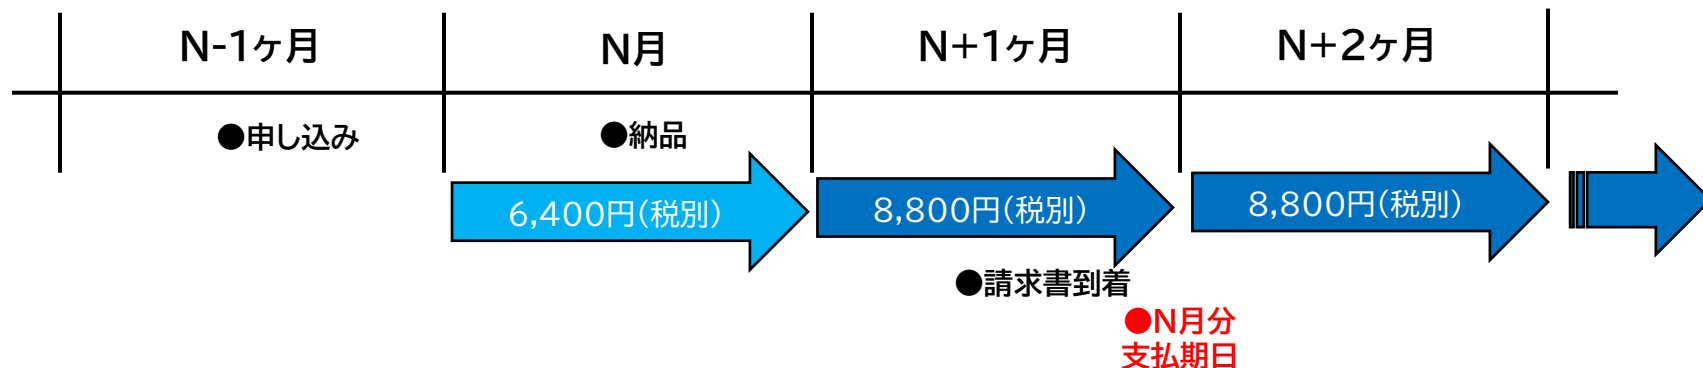 N-1ヶ月
N月
N+1ヶ月
N+2ヶ月
●申し込み
●納品
6,400円(税別)
8,800円(税別)
8,800円(税別)
●請求書到着
●N月分
支払期日